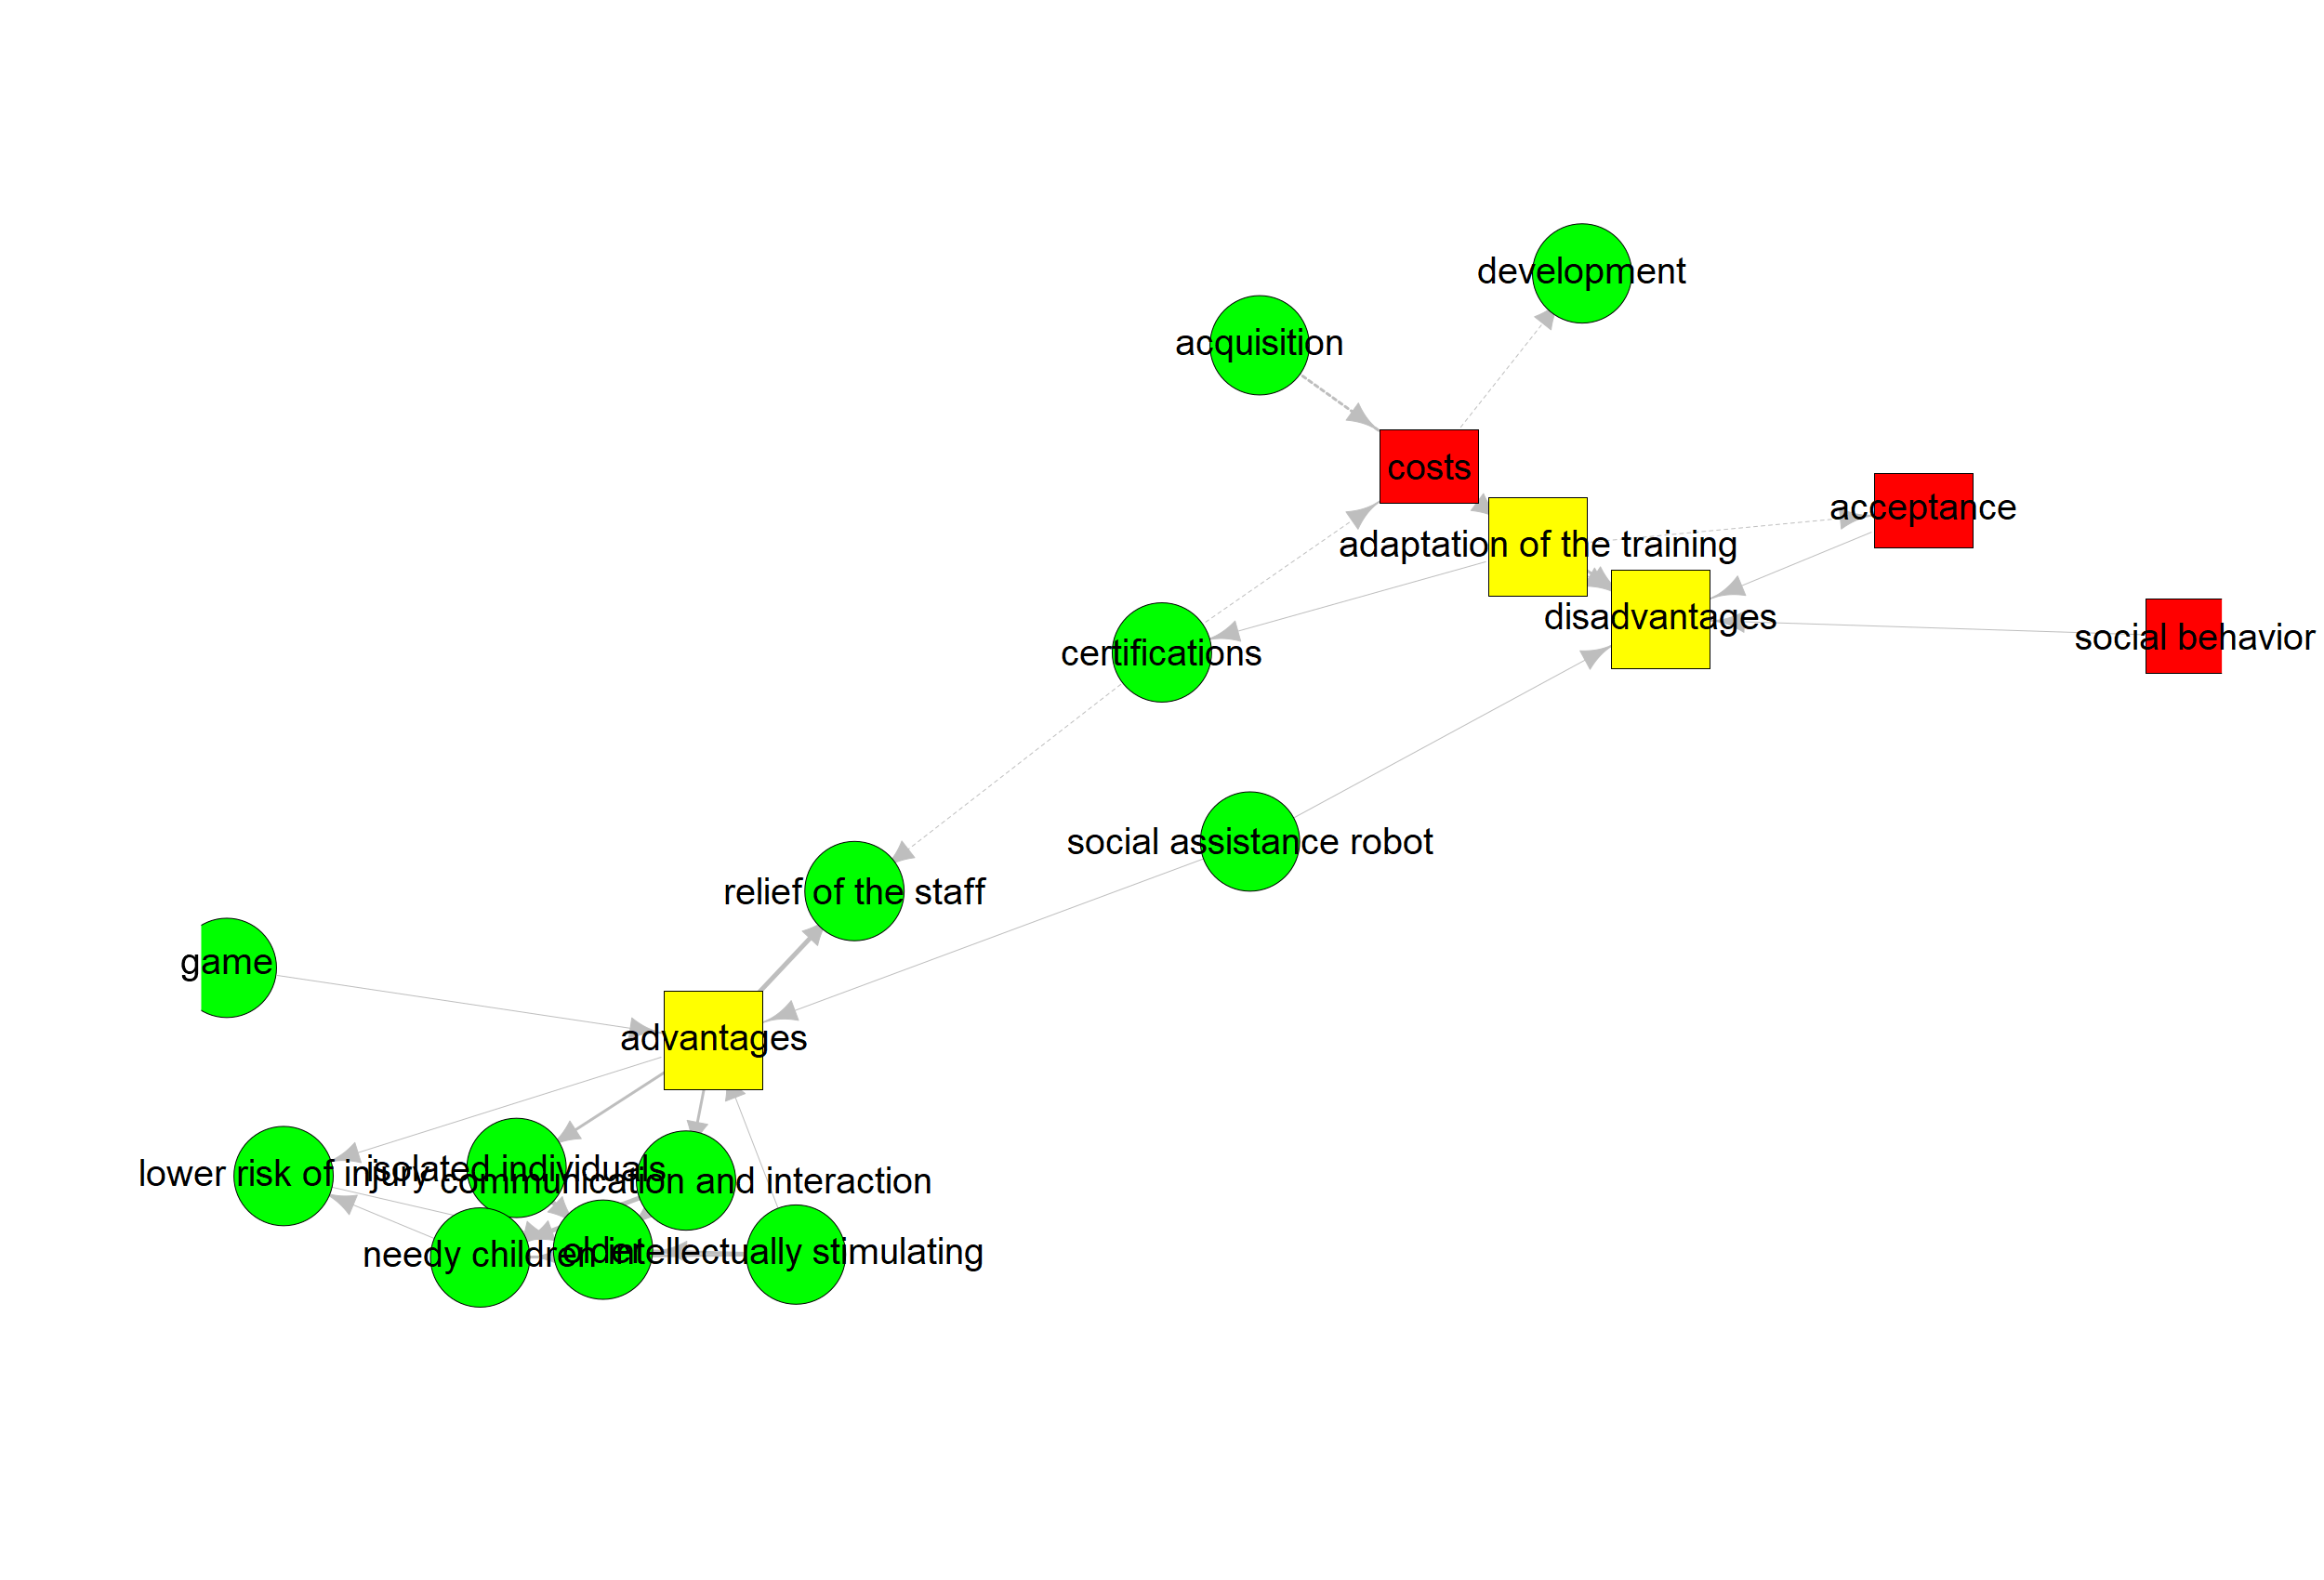 development
acquisition
costs
acceptance
adaptation of the training
disadvantages
social behavior
certifications
social assistance robot
relief of the staff
game
advantages
lower risk of injury
isolated individuals
communication and interaction
needy children
older
intellectually stimulating